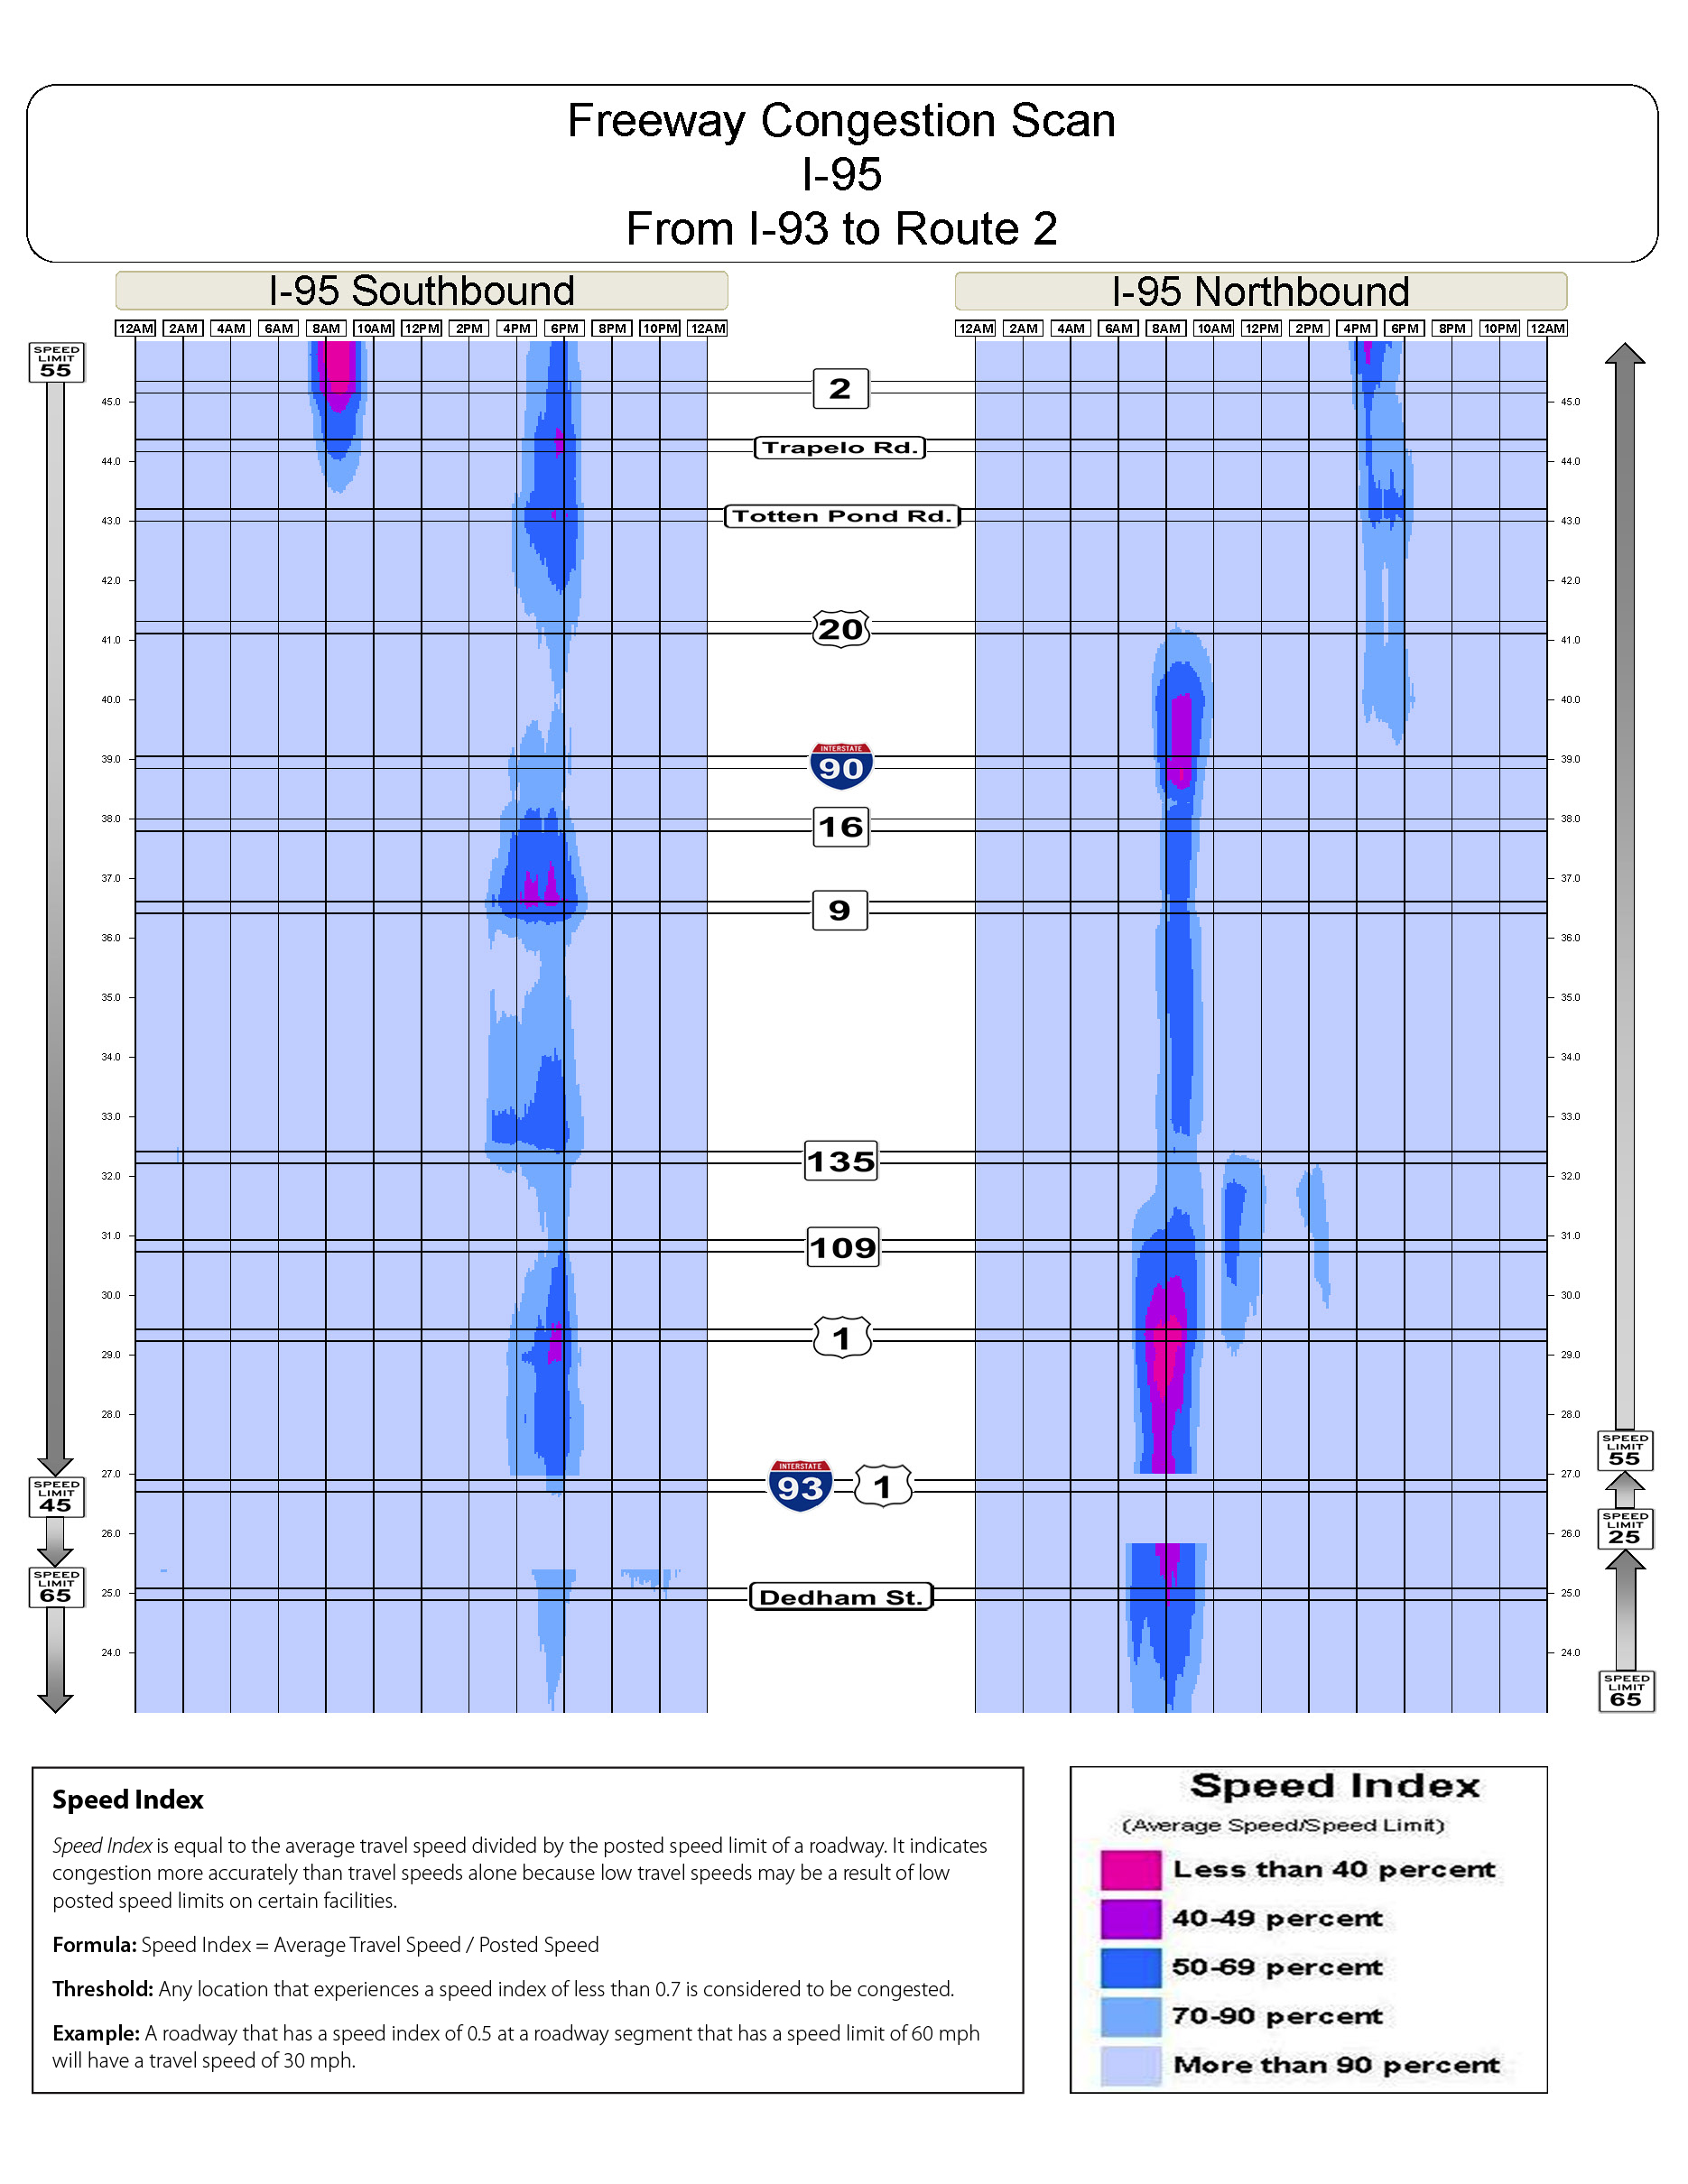 Freeway Congestion Scan
I-95
From I-93 to Route 2
I-95 Southbound
I-95 Northbound
12AM 2AM 4AM 6AM 8AM 10AM 12PM 2PM 4PM 6PM 8PM 10PM 12AM
12AM 2AM 4AM 6AM 8AM 10AM 12PM 2PM 4PM 6PM 8PM 10PM 12AM
SPEED
LIMIT
55
2
45.0 45.0
Trapelo Rd.
44.0 44.0
Totten Pond Rd.
43.0 43.0
42.0 42.0
20
41.0 41.0
40.0 40.0
INTERSTATE
90
39.0 39.0
38.0 38.0
16
37.0 37.0
9
36.0 36.0
35.0 35.0
34.0 34.0
33.0 33.0
135
32.0 32.0
31.0 31.0
109
30.0 30.0
1
29.0 29.0
28.0 28.0
SPEED
LIMIT
55
27.0 27.0
SPEED
LIMIT
45
INTERSTATE
93
1
26.0 26.0
SPEED
LIMIT
25
SPEED
LIMIT
65
25.0 25.0
Dedham St.
24.0 24.0
SPEED
LIMIT
65
Speed Index
Speed Index is equal to the average travel speed divided by the posted speed limit of a roadway. It indicates
congestion more accurately than travel speeds alone because low travel speeds may be a result of low
posted speed limits on certain facilities.
Formula: Speed Index = Average Travel Speed / Posted Speed
Threshold: Any location that experiences a speed index of less than 0.7 is considered to be congested.
Example: A roadway that has a speed index of 0.5 at a roadway segment that has a speed limit of 60 mph
will have a travel speed of 30 mph.
Speed Index
(Average Speed/Speed Limit)
Less than 40 percent
40-49 percent
50-69 percent
70-90 percent
More than 90 percent